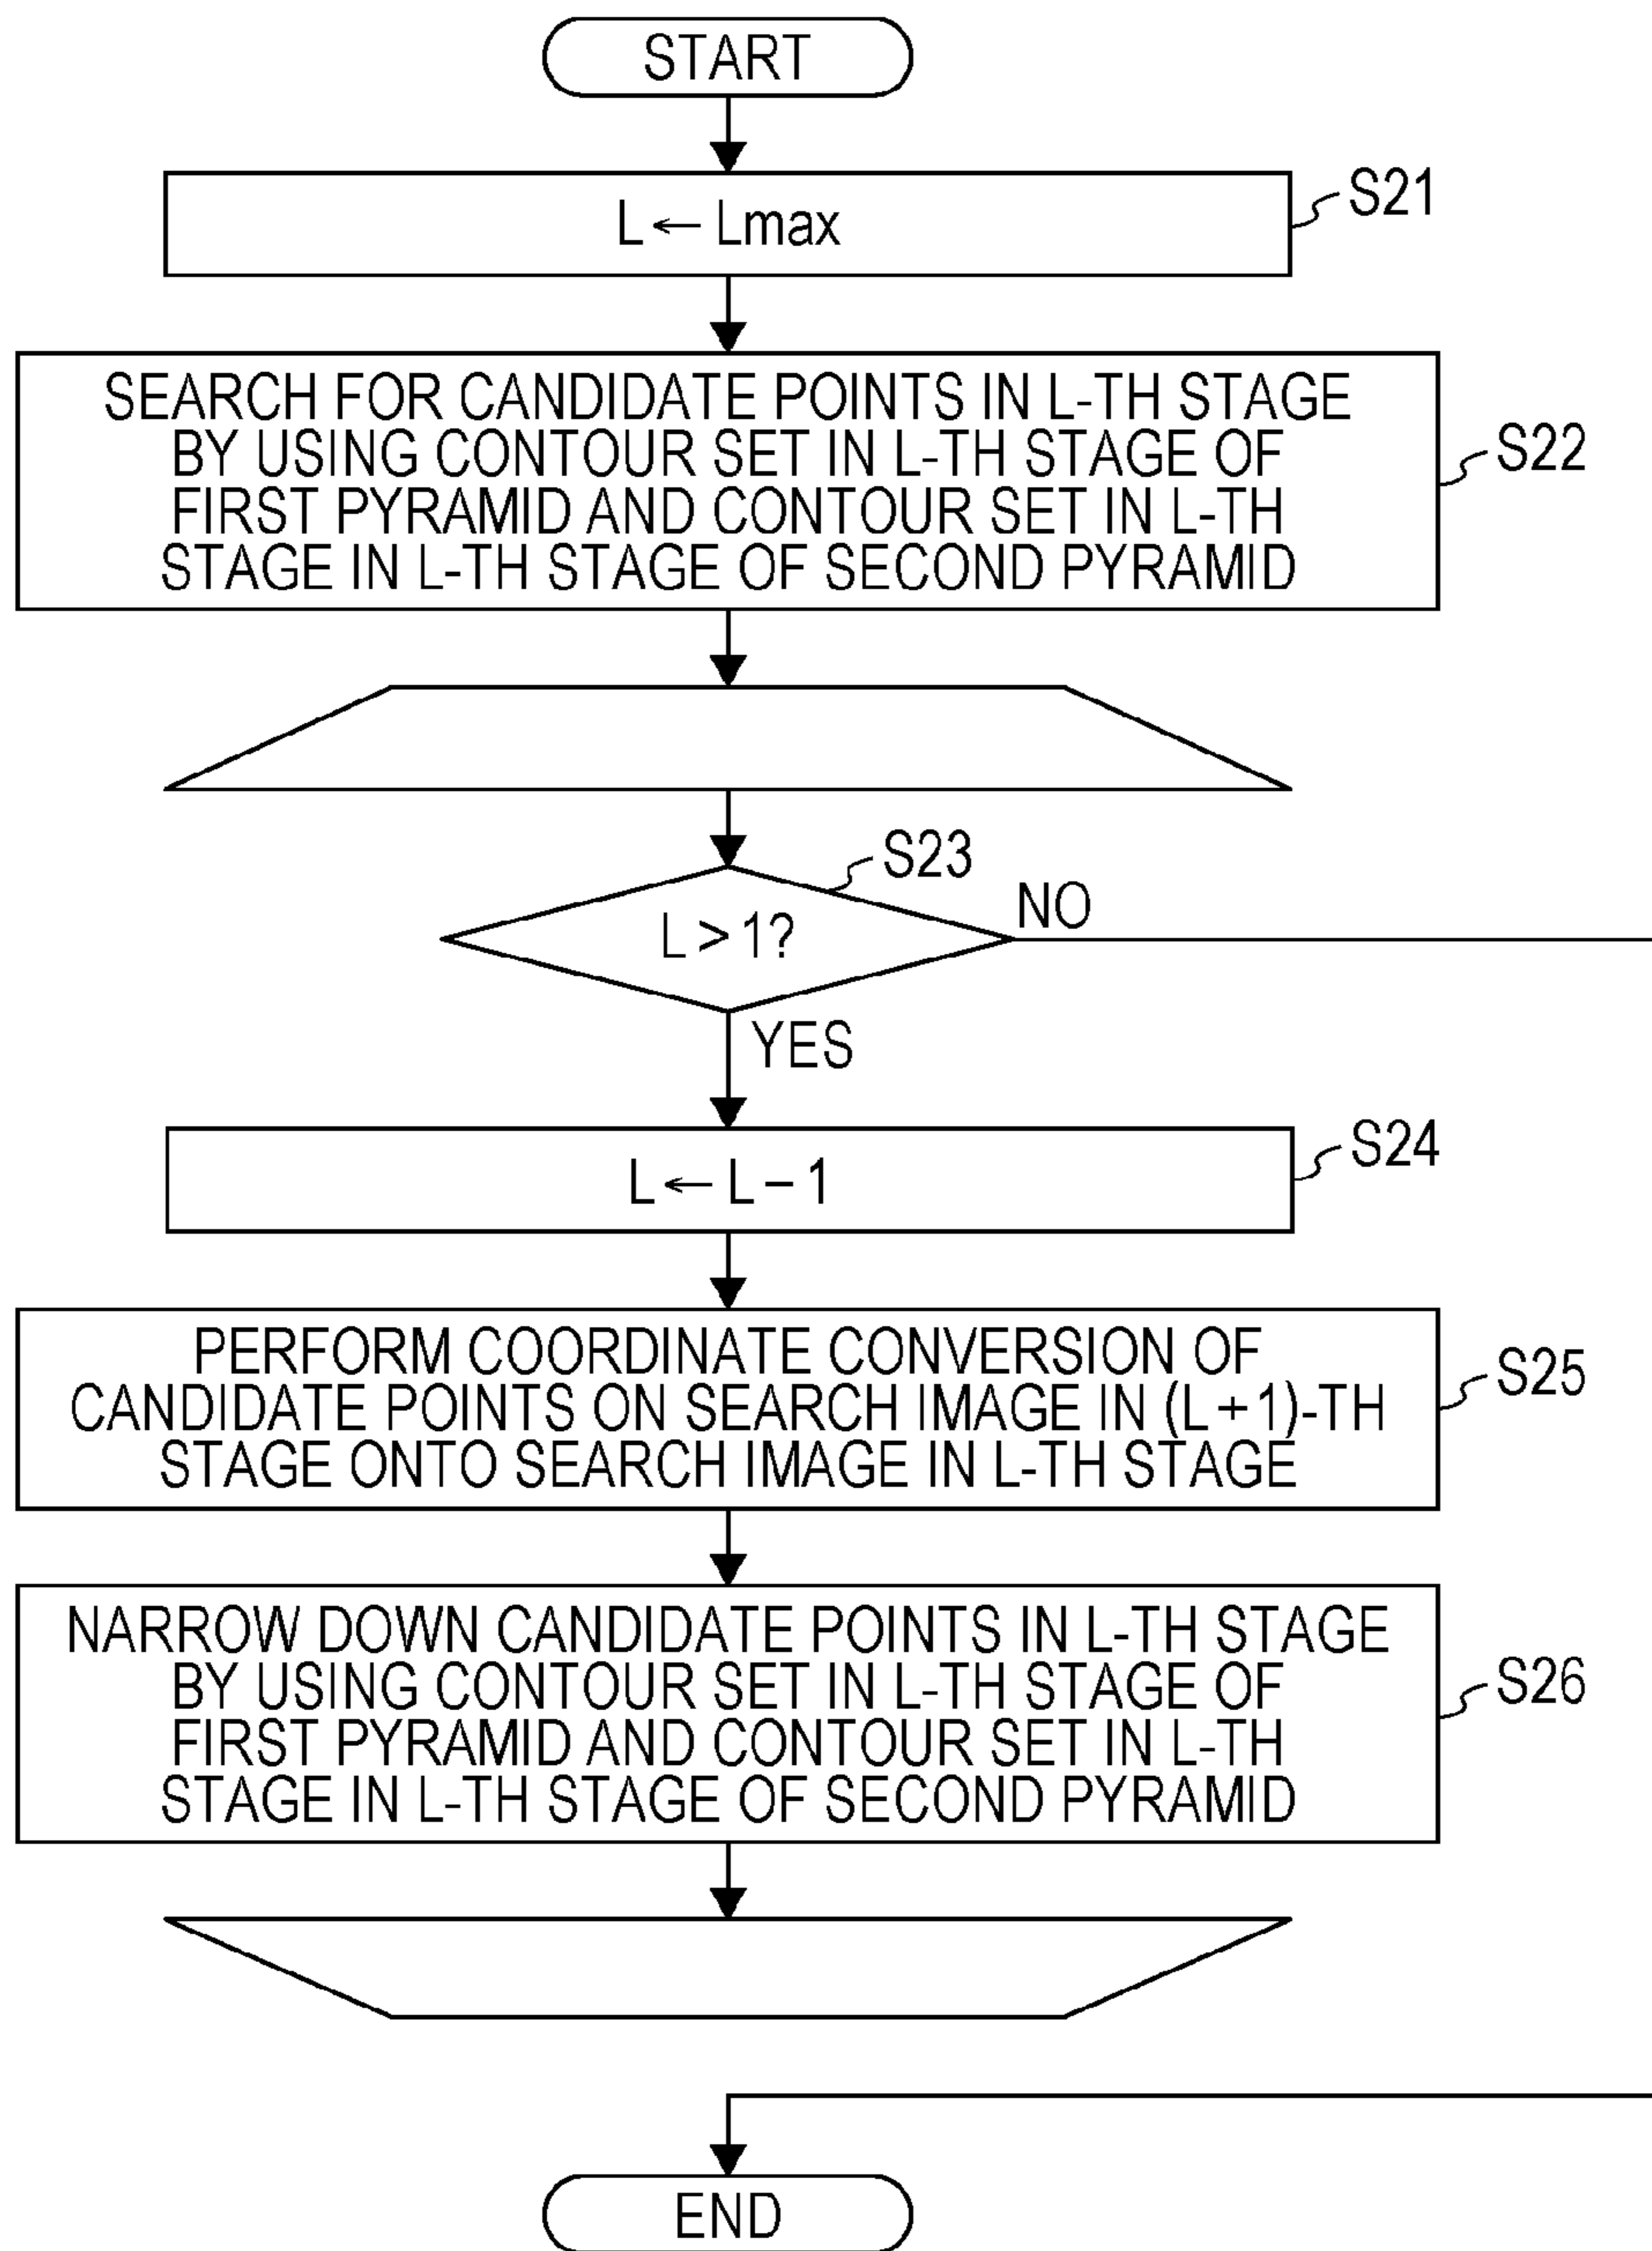 START
L ← Lmax
S21
SEARCH FOR CANDIDATE POINTS IN L-TH STAGE
BY USING CONTOUR SET IN L-TH STAGE OF
FIRST PYRAMID AND CONTOUR SET IN L-TH
STAGE IN L-TH STAGE OF SECOND PYRAMID
S22
S23
L > 1?
NO
YES
L ← L − 1
S24
PERFORM COORDINATE CONVERSION OF
CANDIDATE POINTS ON SEARCH IMAGE IN (L + 1)-TH
STAGE ONTO SEARCH IMAGE IN L-TH STAGE
S25
NARROW DOWN CANDIDATE POINTS IN L-TH STAGE
BY USING CONTOUR SET IN L-TH STAGE OF
FIRST PYRAMID AND CONTOUR SET IN L-TH
STAGE IN L-TH STAGE OF SECOND PYRAMID
S26
END